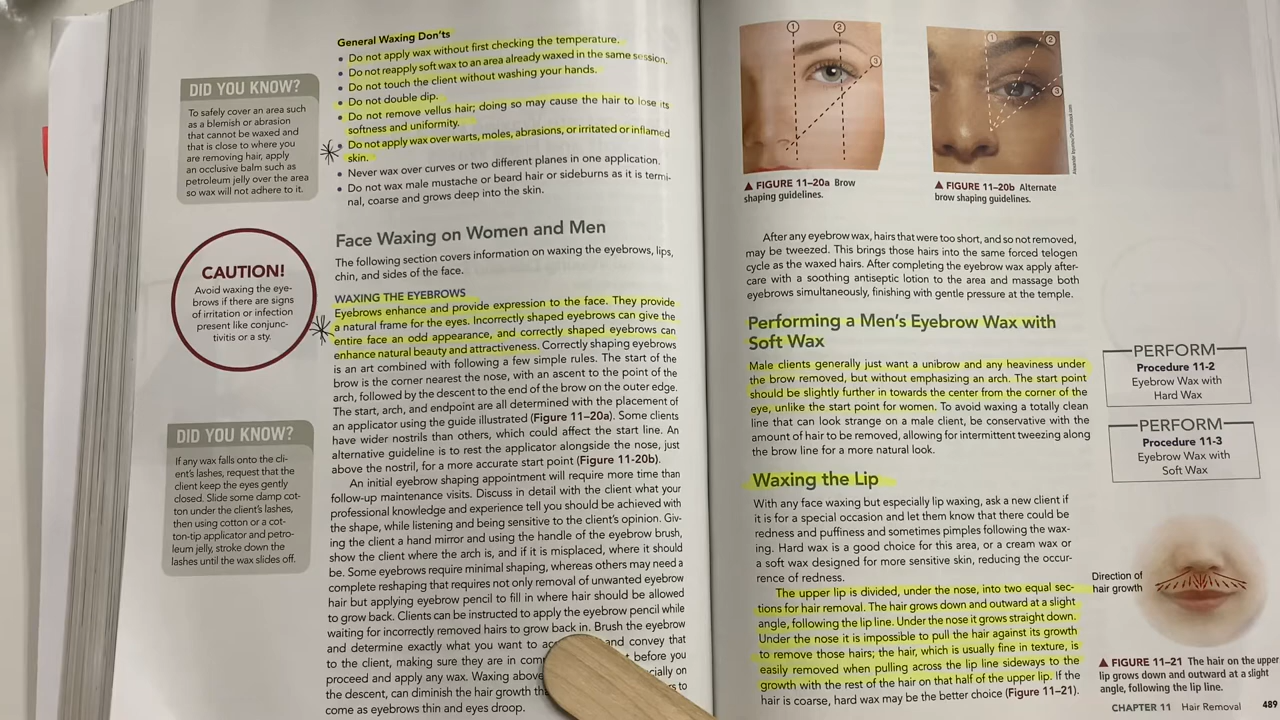 General Waxing Don'ts
• Do not apply wax without first checking the temperature.
• Do not reapply soft wax to an area already waxed in the same session.
• Do not touch the client without washing your hands.
• Do not double dip.
• Do not remove vellus hair; doing so may cause the hair to lose its
softness and uniformity.
• Do not apply wax over warts, moles, abrasions, or irritated or inflamed
skin.
• Never wax over curves or two different planes in one application.
• Do not wax male mustache or beard hair or sideburns as it is termi-
nal, coarse and grows deep into the skin.
DID YOU KNOW?
To safely cover an area such
as a blemish or abrasion
that cannot be waxed and
that is close to where you
are removing hair, apply
an occlusive balm such as
petroleum jelly over the area
so wax will not adhere to it.
Face Waxing on Women and Men
The following section covers information on waxing the eyebrows, lips,
chin, and sides of the face.
CAUTION!
Avoid waxing the eye-
brows if there are signs
of irritation or infection
present like conjunc-
tivitis or a sty.
WAXING THE EYEBROWS
Eyebrows enhance and provide expression to the face. They provide
a natural frame for the eyes. Incorrectly shaped eyebrows can give the
entire face an odd appearance, and correctly shaped eyebrows can
enhance natural beauty and attractiveness. Correctly shaping eyebrows
is an art combined with following a few simple rules. The start of the
brow is the corner nearest the nose, with an ascent to the point of the
arch, followed by the descent to the end of the brow on the outer edge.
The start, arch, and endpoint are all determined with the placement of
an applicator using the guide illustrated (Figure 11–20a). Some clients
have wider nostrils than others, which could affect the start line. An
alternative guideline is to rest the applicator alongside the nose, just
above the nostril, for a more accurate start point (Figure 11-20b).
An initial eyebrow shaping appointment will require more time than
follow-up maintenance visits. Discuss in detail with the client what your
professional knowledge and experience tell you should be achieved with
the shape, while listening and being sensitive to the client's opinion. Giv-
ing the client a hand mirror and using the handle of the eyebrow brush,
show the client where the arch is, and if it is misplaced, where it should
be. Some eyebrows require minimal shaping, whereas others may need a
complete reshaping that requires not only removal of unwanted eyebrow
hair but applying eyebrow pencil to fill in where hair should be allowed
to grow back. Clients can be instructed to apply the eyebrow pencil while
waiting for incorrectly removed hairs to grow back in. Brush the eyebrow
and determine exactly what you want to and convey that
to the client, making sure they are in before you
proceed and apply any wax. Waxing above on
the descent, can diminish the hair growth to
come as eyebrows thin and eyes droop.
DID YOU KNOW?
If any wax falls onto the cli-
ent's lashes, request that the
client keep the eyes gently
closed. Slide some damp cot-
ton under the client's lashes,
then using cotton or a cot-
ton-tip applicator and petro-
leum jelly, stroke down the
lashes until the wax slides off.
1
2
3
▲ FIGURE 11–20a Brow
shaping guidelines.
1
2
3
▲ FIGURE 11–20b Alternate
brow shaping guidelines.
After any eyebrow wax, hairs that were too short, and so not removed,
may be tweezed. This brings those hairs into the same forced telogen
cycle as the waxed hairs. After completing the eyebrow wax apply after-
care with a soothing antiseptic lotion to the area and massage both
eyebrows simultaneously, finishing with gentle pressure at the temple.
Performing a Men's Eyebrow Wax with
Soft Wax
Male clients generally just want a unibrow and any heaviness under
the brow removed, but without emphasizing an arch. The start point
should be slightly further in towards the center from the corner of the
eye, unlike the start point for women. To avoid waxing a totally clean
line that can look strange on a male client, be conservative with the
amount of hair to be removed, allowing for intermittent tweezing along
the brow line for a more natural look.
PERFORM
Procedure 11-2
Eyebrow Wax with
Hard Wax
PERFORM
Procedure 11-3
Eyebrow Wax with
Soft Wax
Waxing the Lip
With any face waxing but especially lip waxing, ask a new client if
it is for a special occasion and let them know that there could be
redness and puffiness and sometimes pimples following the wax-
ing. Hard wax is a good choice for this area, or a cream wax or
a soft wax designed for more sensitive skin, reducing the occur-
rence of redness.
The upper lip is divided, under the nose, into two equal sec-
tions for hair removal. The hair grows down and outward at a slight
angle, following the lip line. Under the nose it grows straight down.
Under the nose it is impossible to pull the hair against its growth
to remove those hairs; the hair, which is usually fine in texture, is
easily removed when pulling across the lip line sideways to the
growth with the rest of the hair on that half of the upper lip. If the
hair is coarse, hard wax may be the better choice (Figure 11–21).
Direction of
hair growth
▲ FIGURE 11–21 The hair on the upper
lip grows down and outward at a slight
angle, following the lip line.
CHAPTER 11 Hair Removal 489